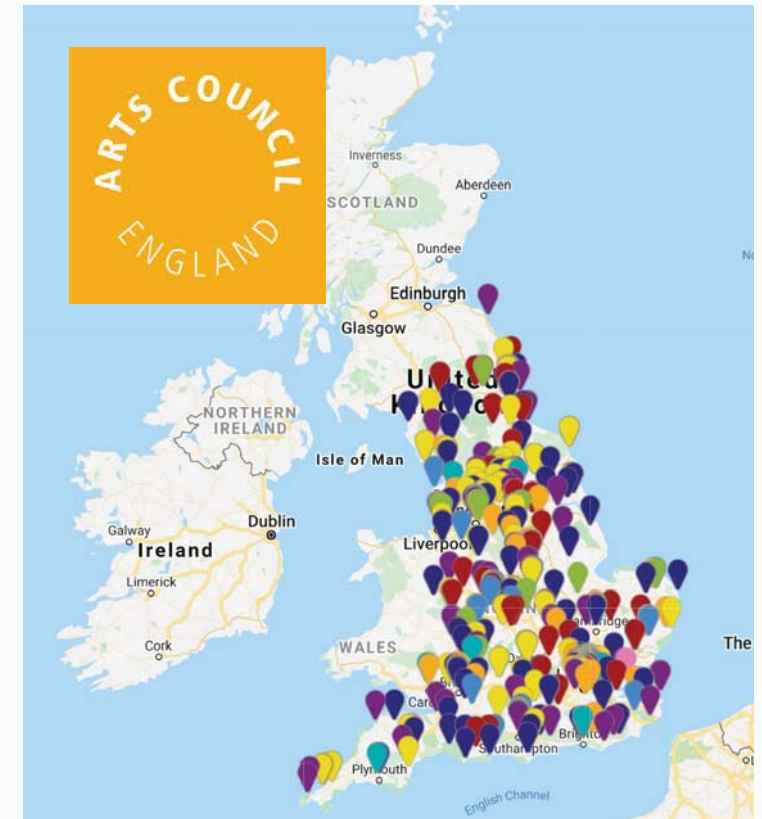 ARTS COUNCIL
ENGLAND
Inverness
SCOTLAND
Aberdeen
Dundee
Edinburgh
Glasgow
United
NORTHERN
IRELAND
Isle of Man
Galway
Dublin
Ireland
Liverpool
Limerick
Cork
WALES
The
Plymouth
Southampton
English Channel